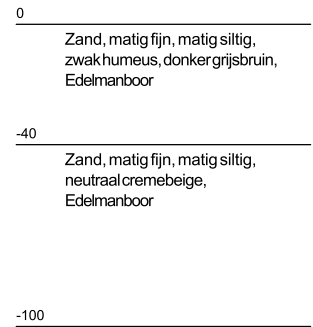 0
Zand, matig fijn, matig siltig,
zwak humeus, donker grijsbruin,
Edelmanboor
-40
Zand, matig fijn, matig siltig,
neutraal cremebeige,
Edelmanboor
-100